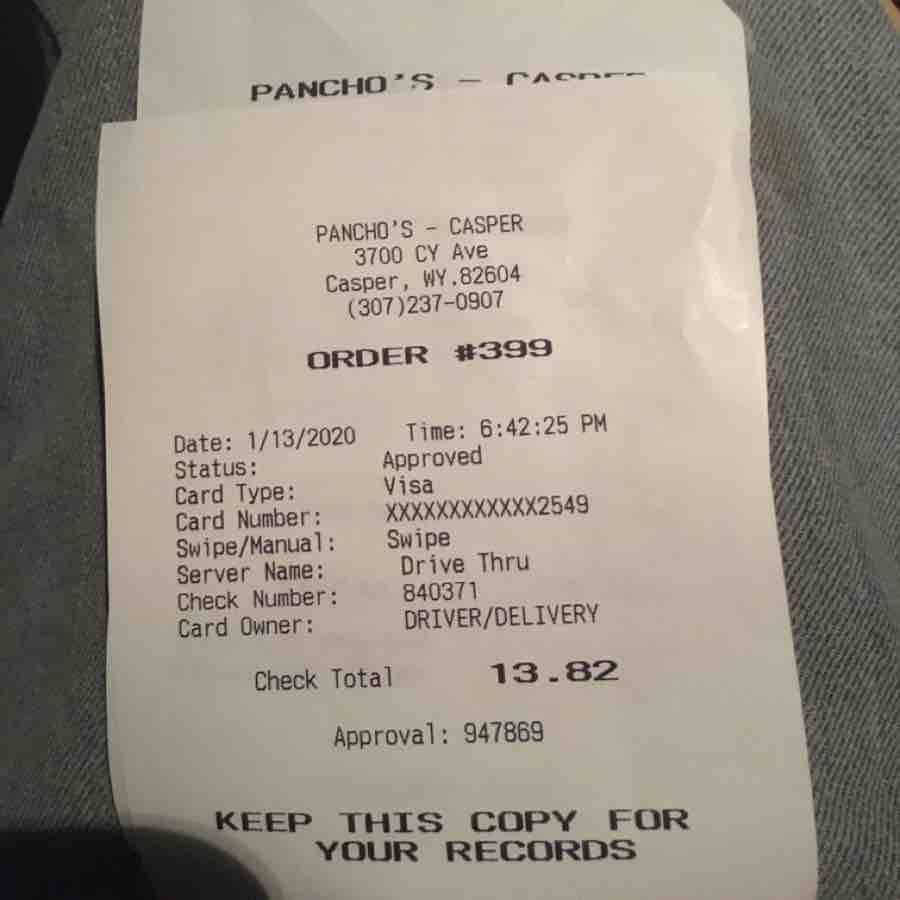 PANCHO'S -
PANCHO'S - CASPER
3700 CY Ave
Casper, WY.82604
(307)237-0907
ORDER #399
Date: 1/13/2020 Time: 6:42:25 PM
Status: Approved
Card Type: Visa
Card Number: XXXXXXXXXXXX2549
Swipe/Manual: Swipe
Server Name: Drive Thru
Check Number: 840371
Card Owner: DRIVER/DELIVERY
Check Total 13.82
Approval: 947869
KEEP THIS COPY FOR
YOUR RECORDS